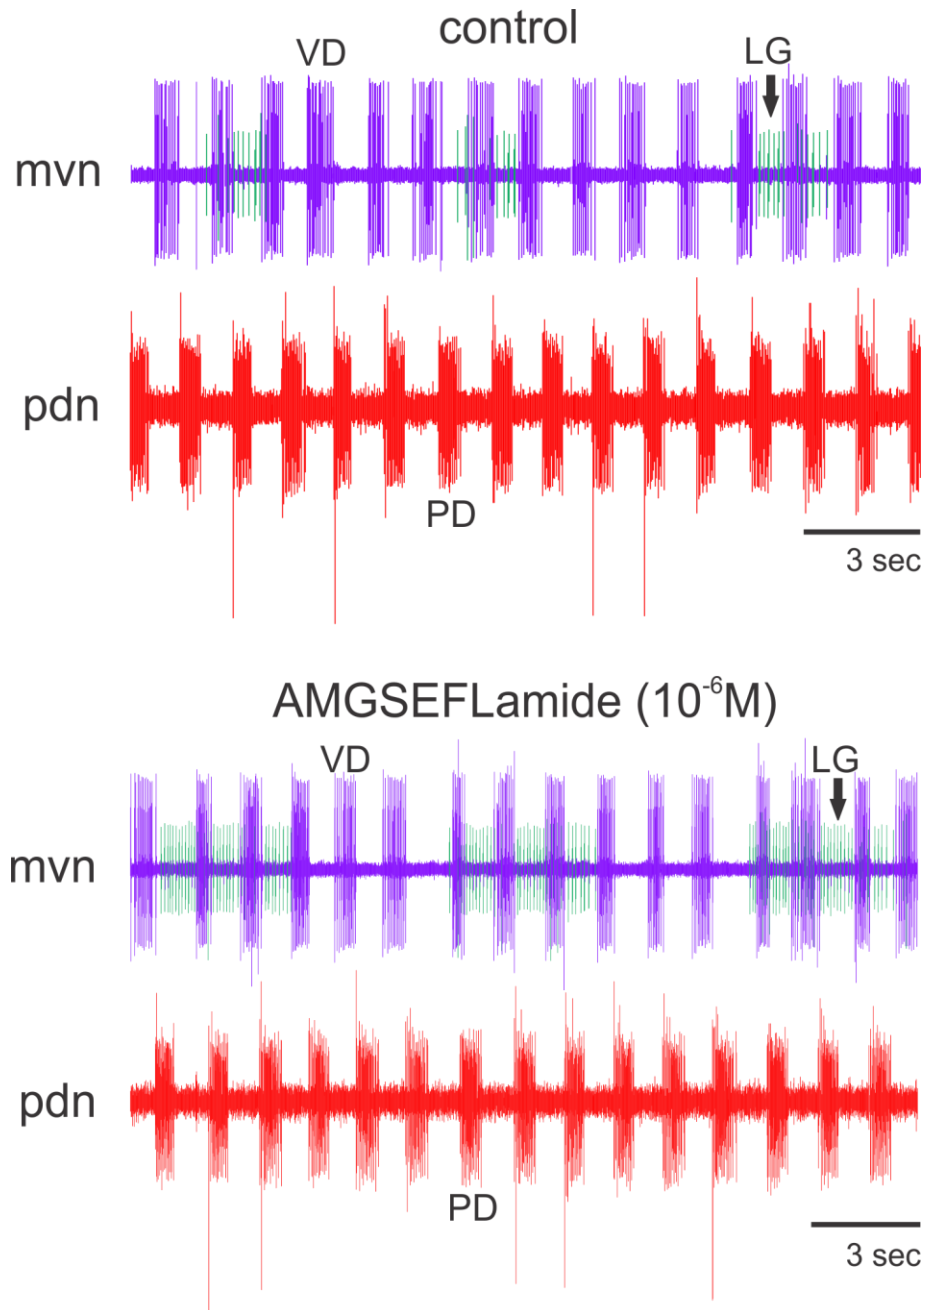 control
VD
LG
mvn
pdn
PD
3 sec
AMGSEFLamide (10⁻⁶M)
VD
LG
mvn
pdn
PD
3 sec